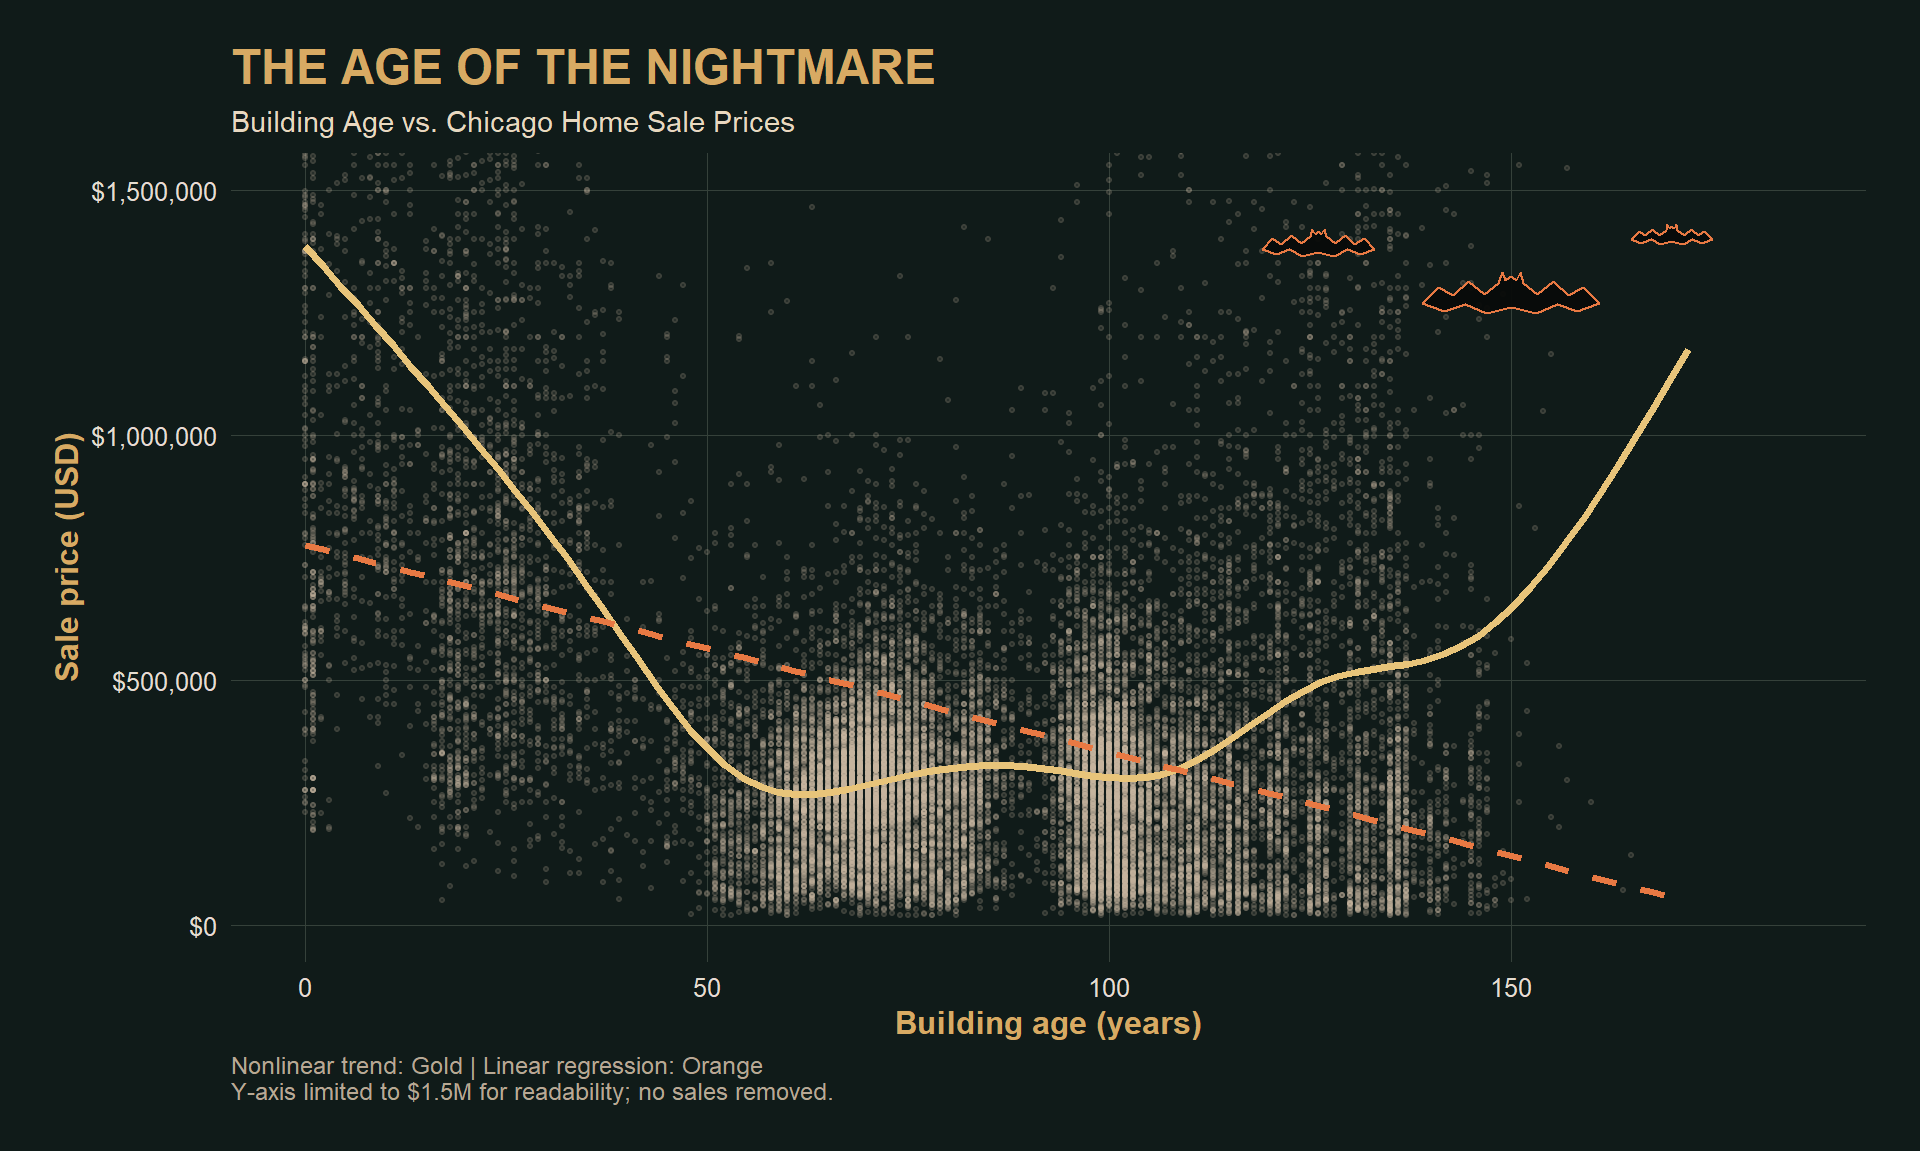 THE AGE OF THE NIGHTMARE
Building Age vs. Chicago Home Sale Prices
$1,500,000
$1,000,000
$500,000
$0
Sale price (USD)
0 50 100 150
Building age (years)
Nonlinear trend: Gold | Linear regression: Orange
Y-axis limited to $1.5M for readability; no sales removed.